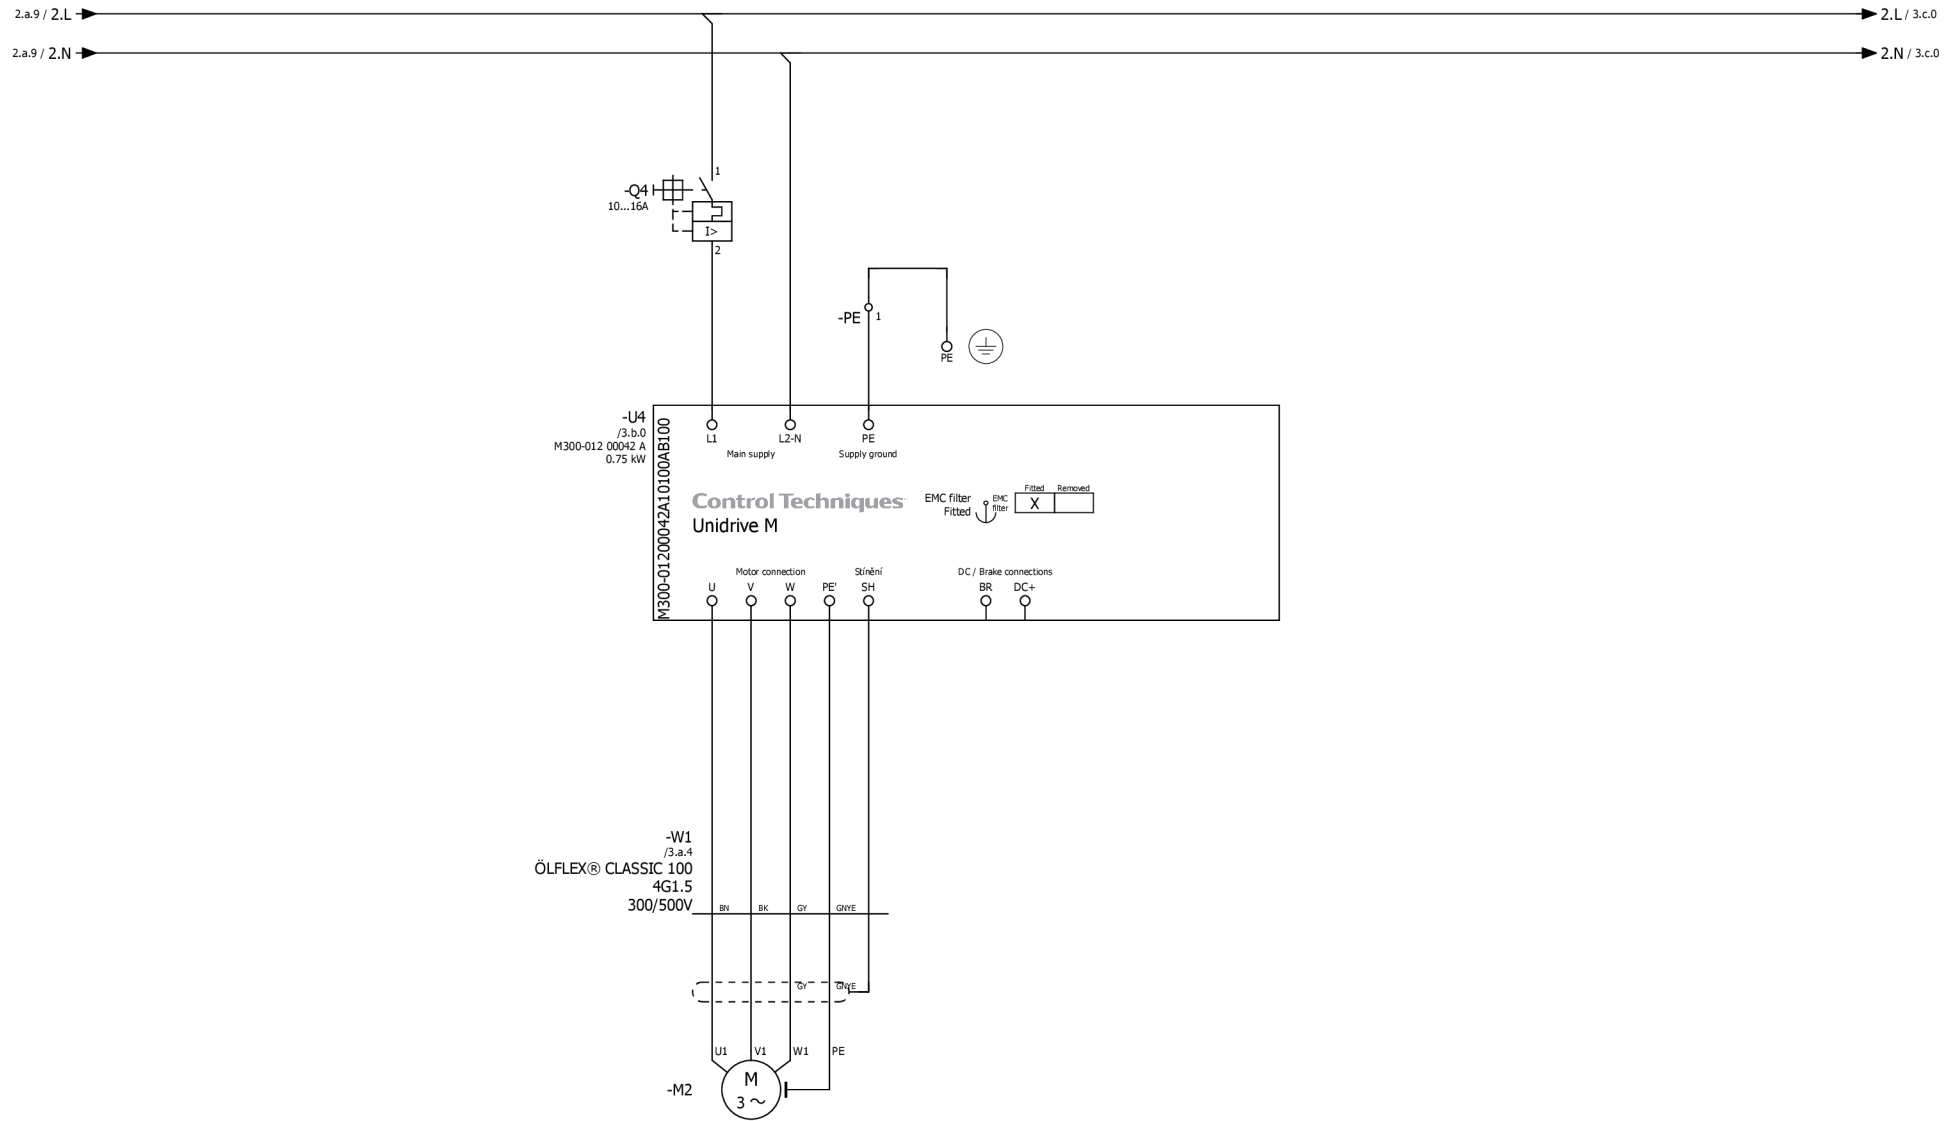 2.a.9 / 2.L
2.L / 3.c.0
2.a.9 / 2.N
2.N / 3.c.0
1
-Q4
10...16A
I>
2
-PE
1
PE
-U4
/3.b.0
M300-012 00042 A
0.75 kW
M300-01200042A10100AB100
L1
L2-N
PE
Main supply
Supply ground
Control Techniques
Unidrive M
EMC filter
Fitted
EMC
filter
Fitted
Removed
X
Motor connection
Stínění
DC / Brake connections
U
V
W
PE'
SH
BR
DC+
-W1
/3.a.4
ÖLFLEX® CLASSIC 100
4G1.5
300/500V
BN
BK
GY
GNYE
GY
GNYE
U1
V1
W1
PE
-M2
M
3 ~